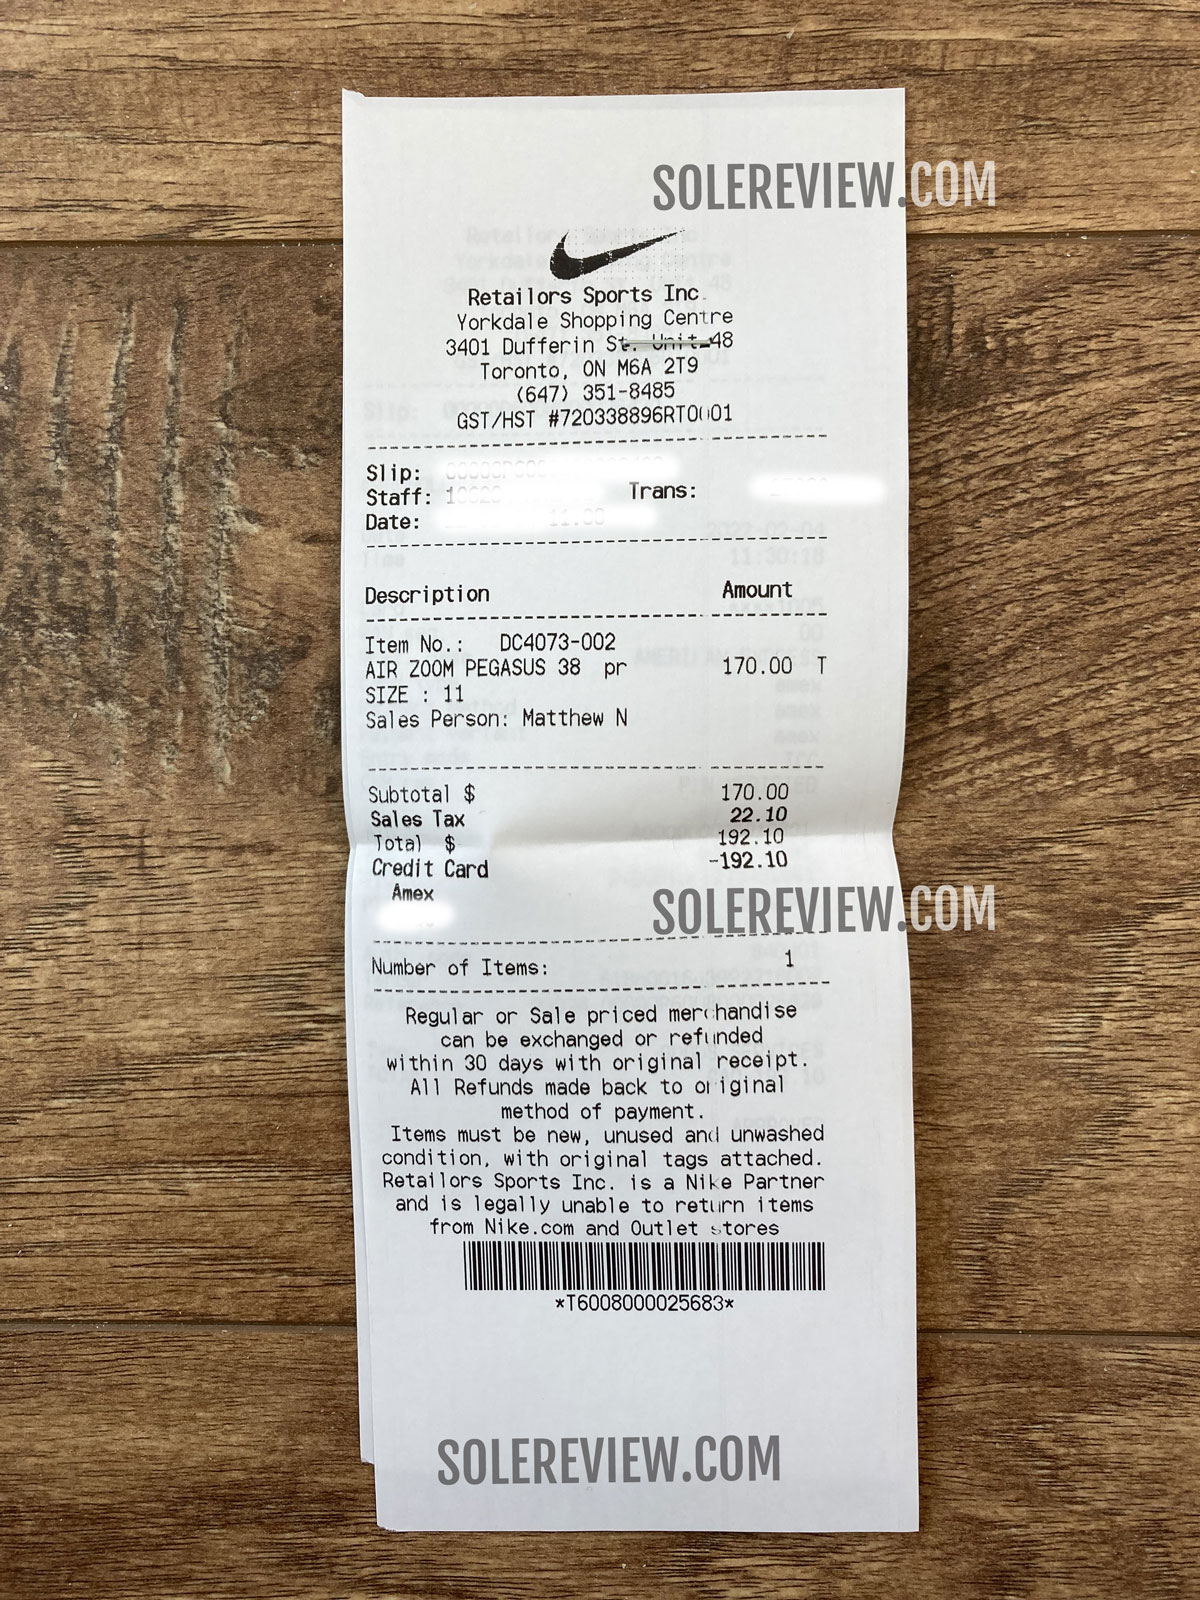 SOLEREVIEW.COM
Retailors Sports Inc.
Yorkdale Shopping Centre
3401 Dufferin St. Unit 48
Toronto, ON M6A 2T9
(647) 351-8485
GST/HST #720338896RT0001
Slip:
Staff: Trans:
Date:
2022-02-04
11:30:18
Description Amount
Item No.: DC4073-002
AIR ZOOM PEGASUS 38 pr 170.00 T
SIZE : 11
Sales Person: Matthew N
Subtotal $ 170.00
Sales Tax 22.10
Total $ 192.10
Credit Card -192.10
Amex
SOLEREVIEW.COM
Number of Items: 1
Regular or Sale priced merchandise
can be exchanged or refunded
within 30 days with original receipt.
All Refunds made back to original
method of payment.
Items must be new, unused and unwashed
condition, with original tags attached.
Retailors Sports Inc. is a Nike Partner
and is legally unable to return items
from Nike.com and Outlet stores
*T6008000025683*
SOLEREVIEW.COM